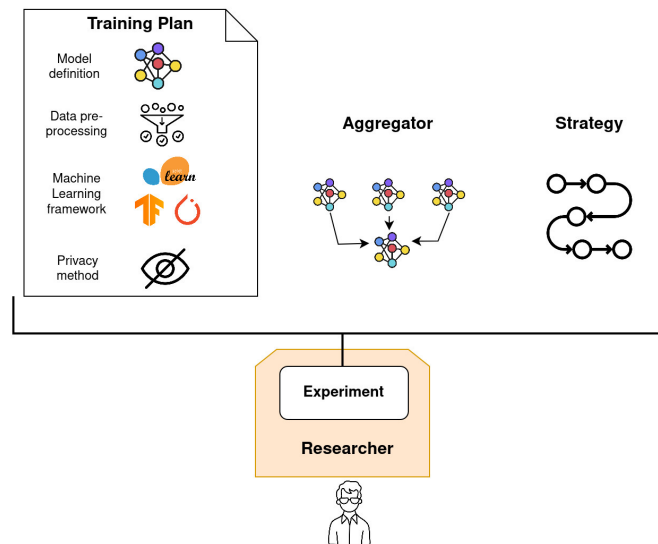 Training Plan
Model
definition
Data pre-
processing
Machine
Learning
framework
learn
Privacy
method
Aggregator
Strategy
Experiment
Researcher